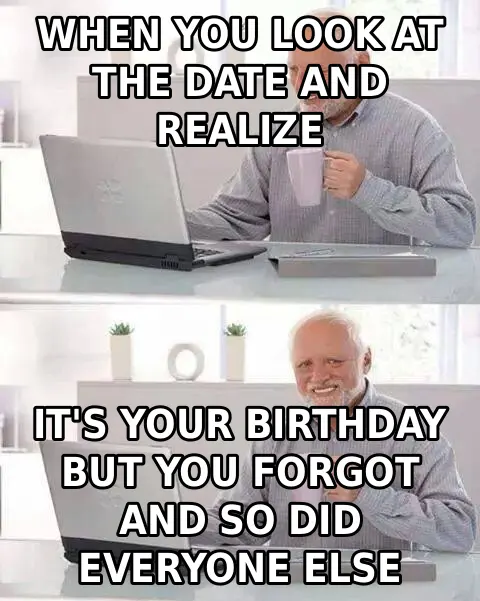 WHEN YOU LOOK AT
THE DATE AND
REALIZE
IT'S YOUR BIRTHDAY
BUT YOU FORGOT
AND SO DID
EVERYONE ELSE